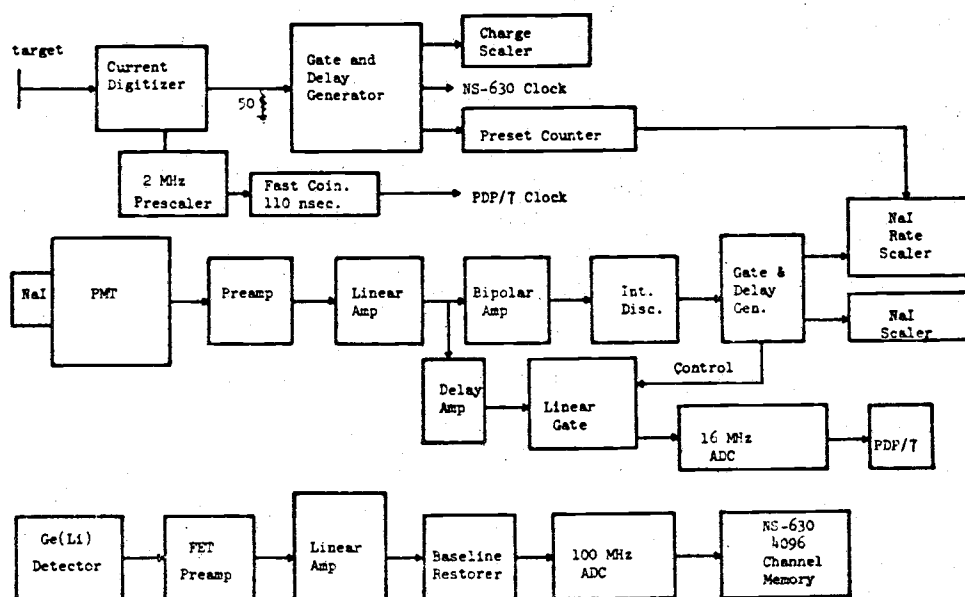 target
Current
Digitizer
50
Gate and
Delay
Generator
Charge
Scaler
NS-630 Clock
Preset Counter
2 MHz
Prescaler
Fast Coin.
110 nsec.
PDP/7 Clock
NaI
Rate
Scaler
NaI
PMT
Preamp
Linear
Amp
Bipolar
Amp
Int.
Disc.
Gate &
Delay
Gen.
NaI
Scaler
Control
Delay
Amp
Linear
Gate
16 MHz
ADC
PDP/7
Ge(Li)
Detector
FET
Preamp
Linear
Amp
Baseline
Restorer
100 MHz
ADC
NS-630
4096
Channel
Memory